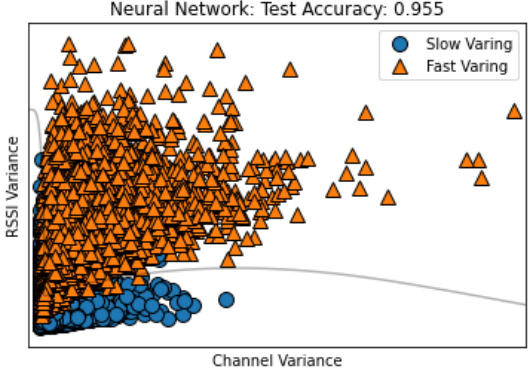 Neural Network: Test Accuracy: 0.955
Slow Varing
Fast Varing
RSSI Variance
Channel Variance